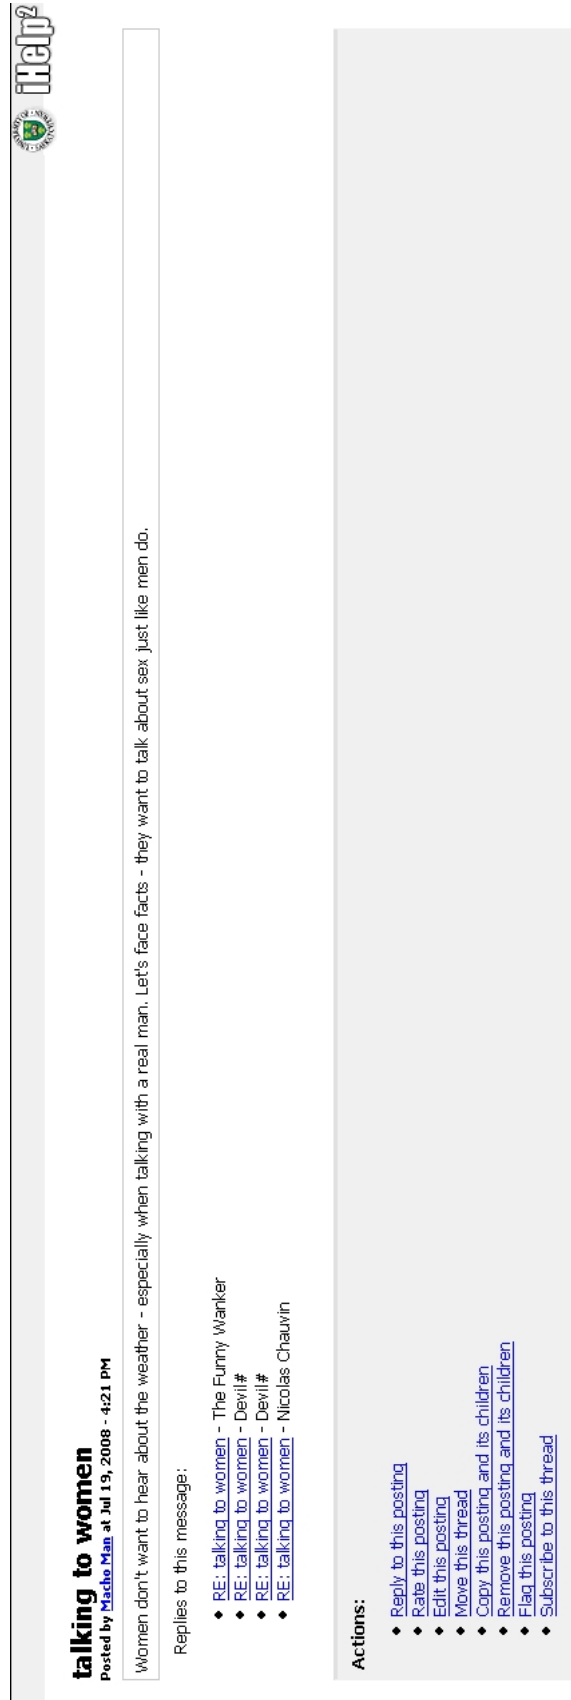 iHelp²
UNIVERSITY OF SASKATCHEWAN
talking to women
Posted by Macho Man at Jul 19, 2008 - 4:21 PM
Women don't want to hear about the weather - especially when talking with a real man. Let's face facts - they want to talk about sex just like men do.
Replies to this message:
RE: talking to women - The Funny Wanker
RE: talking to women - Devil#
RE: talking to women - Devil#
RE: talking to women - Nicolas Chauvin
Actions:
Reply to this posting
Rate this posting
Edit this posting
Move this thread
Copy this posting and its children
Remove this posting and its children
Flag this posting
Subscribe to this thread